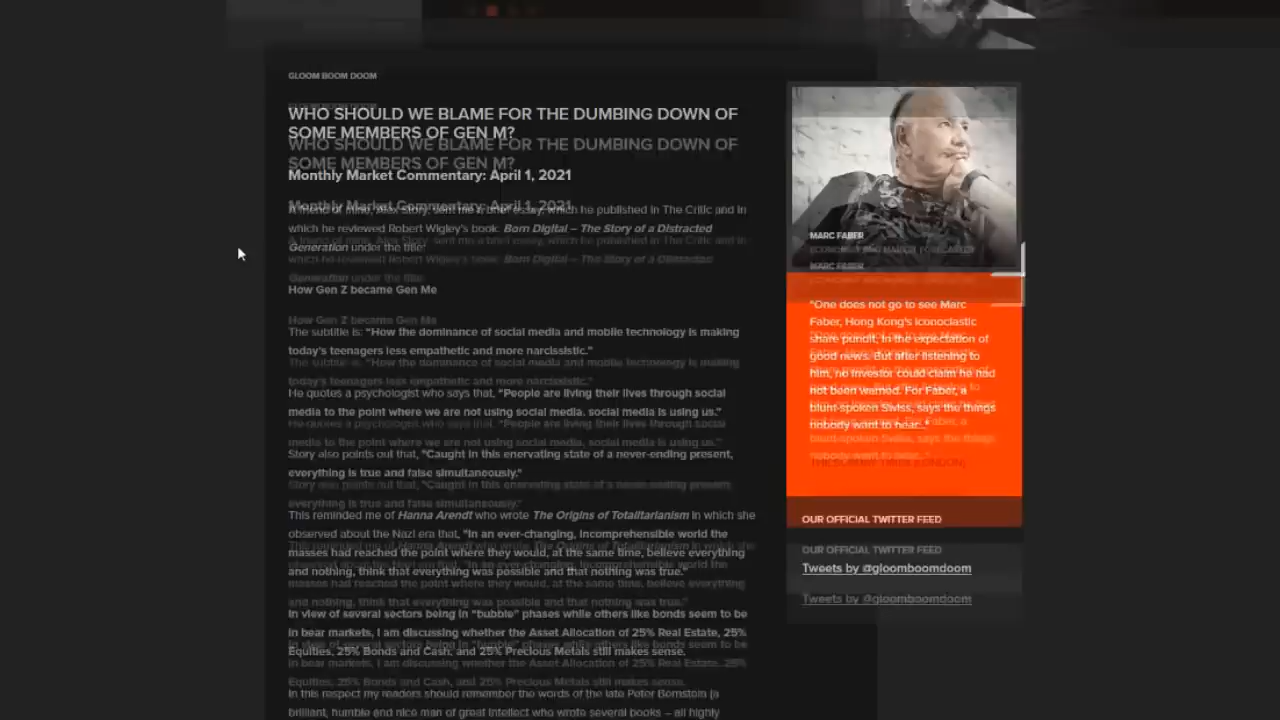 GLOOM BOOM DOOM
WHO SHOULD WE BLAME FOR THE DUMBING DOWN OF
SOME MEMBERS OF GEN M?
Monthly Market Commentary: April 1, 2021
A friend of mine, Alex Story, sent me a brief essay, which he published in The Critic and in
which he reviewed Robert Wigley's book: Born Digital – The Story of a Distracted
Generation under the title:
How Gen Z became Gen Me
The subtitle is: "How the dominance of social media and mobile technology is making
today's teenagers less empathetic and more narcissistic."
He quotes a psychologist who says that, "People are living their lives through social
media to the point where we are not using social media. social media is using us."
Story also points out that, "Caught in this enervating state of a never-ending present,
everything is true and false simultaneously."
This reminded me of Hanna Arendt who wrote The Origins of Totalitarianism in which she
observed about the Nazi era that, "In an ever-changing, incomprehensible world the
masses had reached the point where they would, at the same time, believe everything
and nothing, think that everything was possible and that nothing was true."
In view of several sectors being in "bubble" phases while others like bonds seem to be
in bear markets, I am discussing whether the Asset Allocation of 25% Real Estate, 25%
Equities, 25% Bonds and Cash, and 25% Precious Metals still makes sense.
In this respect my readers should remember the words of the late Peter Bernstein (a
brilliant, humble and nice man of great intellect who wrote several books – all highly
MARC FABER
ECONOMIST AND MARKET FORECASTER
"One does not go to see Marc
Faber, Hong Kong's iconoclastic
share pundit, in the expectation of
good news. But after listening to
him, no investor could claim he had
not been warned. For Faber, a
blunt-spoken Swiss, says the things
nobody want to hear..."
OUR OFFICIAL TWITTER FEED
Tweets by @gloomboomdoom